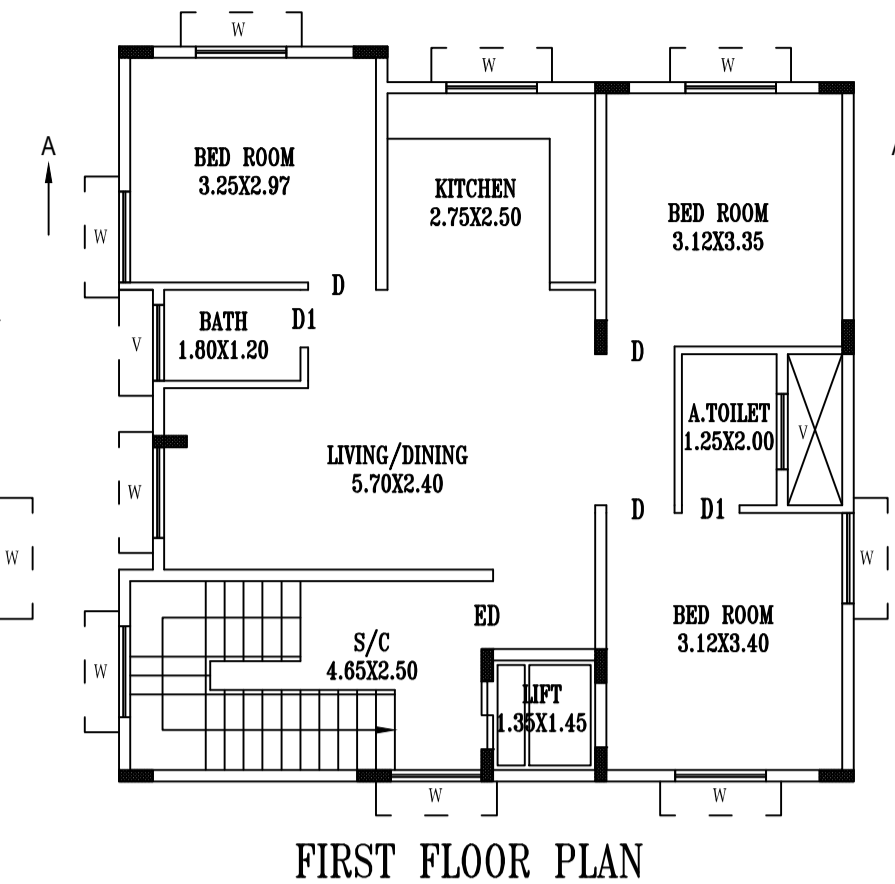 W
W
W
A
BED ROOM
3.25X2.97
KITCHEN
2.75X2.50
BED ROOM
3.12X3.35
W
D
BATH
1.80X1.20
D1
V
D
A.TOILET
1.25X2.00
V
LIVING/DINING
5.70X2.40
W
D
D1
W
W
BED ROOM
3.12X3.40
ED
S/C
4.65X2.50
W
LIFT
1.35X1.45
W
W
FIRST FLOOR PLAN